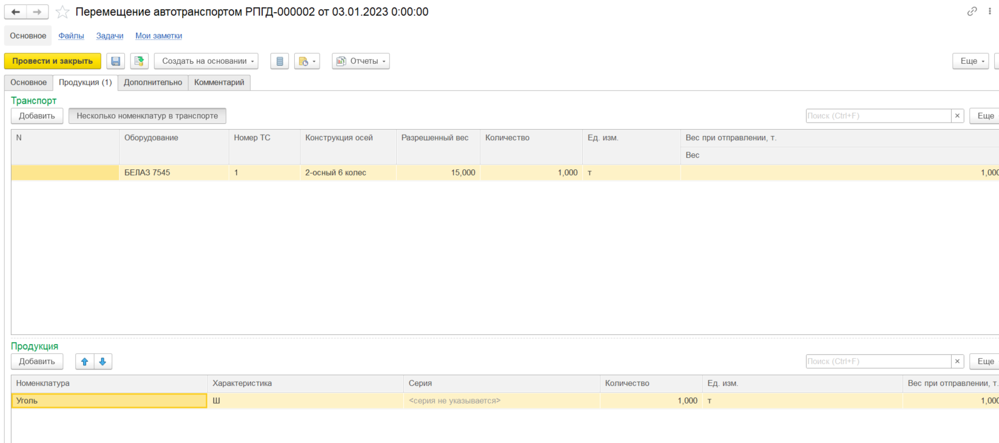 Перемещение автотранспортом РПГД-000002 от 03.01.2023 0:00:00
Основное Файлы Задачи Мои заметки
Провести и закрыть Создать на основании Отчеты Еще
Основное Продукция (1) Дополнительно Комментарий
Транспорт
Добавить Несколько номенклатур в транспорте Поиск (Ctrl+F) × Еще
N Оборудование Номер ТС Конструкция осей Разрешенный вес Количество Ед. изм. Вес при отправлении, т.
Вес
БЕЛАЗ 7545 1 2-осный 6 колес 15,000 1,000 т 1,000
Продукция
Добавить Поиск (Ctrl+F) × Еще
Номенклатура Характеристика Серия Количество Ед. изм. Вес при отправлении, т.
Уголь Ш <серия не указывается> 1,000 т 1,000